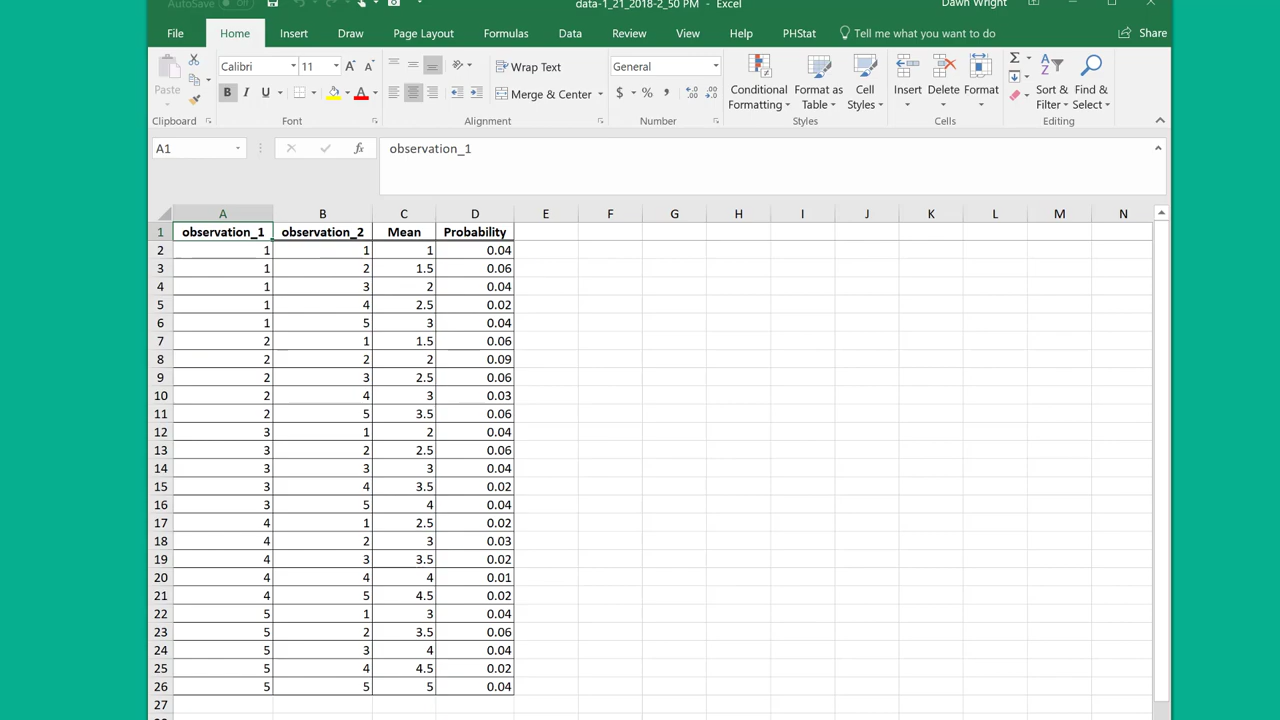 AutoSave Off data-1_21_2018-2_50 PM - Excel Dawn Wright
File Home Insert Draw Page Layout Formulas Data Review View Help PHStat Tell me what you want to do Share
Paste Calibri 11 A A Wrap Text General Conditional Formatting Format as Table Cell Styles Insert Delete Format Sort & Filter Find & Select
B I U A Merge & Center $ % ,
Clipboard Font Alignment Number Styles Cells Editing
A1 fx observation_1
A B C D E F G H I J K L M N
1 observation_1 observation_2 Mean Probability
2 1 1 1 0.04
3 1 2 1.5 0.06
4 1 3 2 0.04
5 1 4 2.5 0.02
6 1 5 3 0.04
7 2 1 1.5 0.06
8 2 2 2 0.09
9 2 3 2.5 0.06
10 2 4 3 0.03
11 2 5 3.5 0.06
12 3 1 2 0.04
13 3 2 2.5 0.06
14 3 3 3 0.04
15 3 4 3.5 0.02
16 3 5 4 0.04
17 4 1 2.5 0.02
18 4 2 3 0.03
19 4 3 3.5 0.02
20 4 4 4 0.01
21 4 5 4.5 0.02
22 5 1 3 0.04
23 5 2 3.5 0.06
24 5 3 4 0.04
25 5 4 4.5 0.02
26 5 5 5 0.04
27